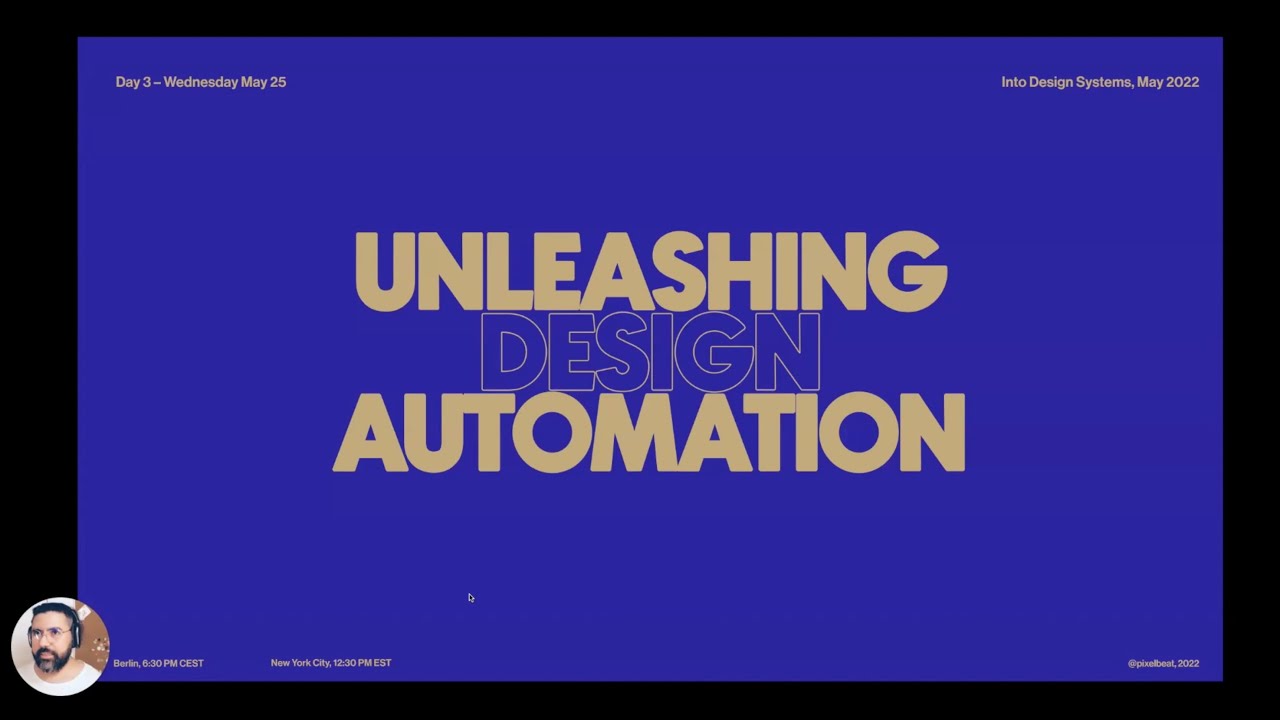 Day 3 – Wednesday May 25
Into Design Systems, May 2022
UNLEASHING
DESIGN
AUTOMATION
Berlin, 6:30 PM CEST
New York City, 12:30 PM EST
@pixelbeat, 2022